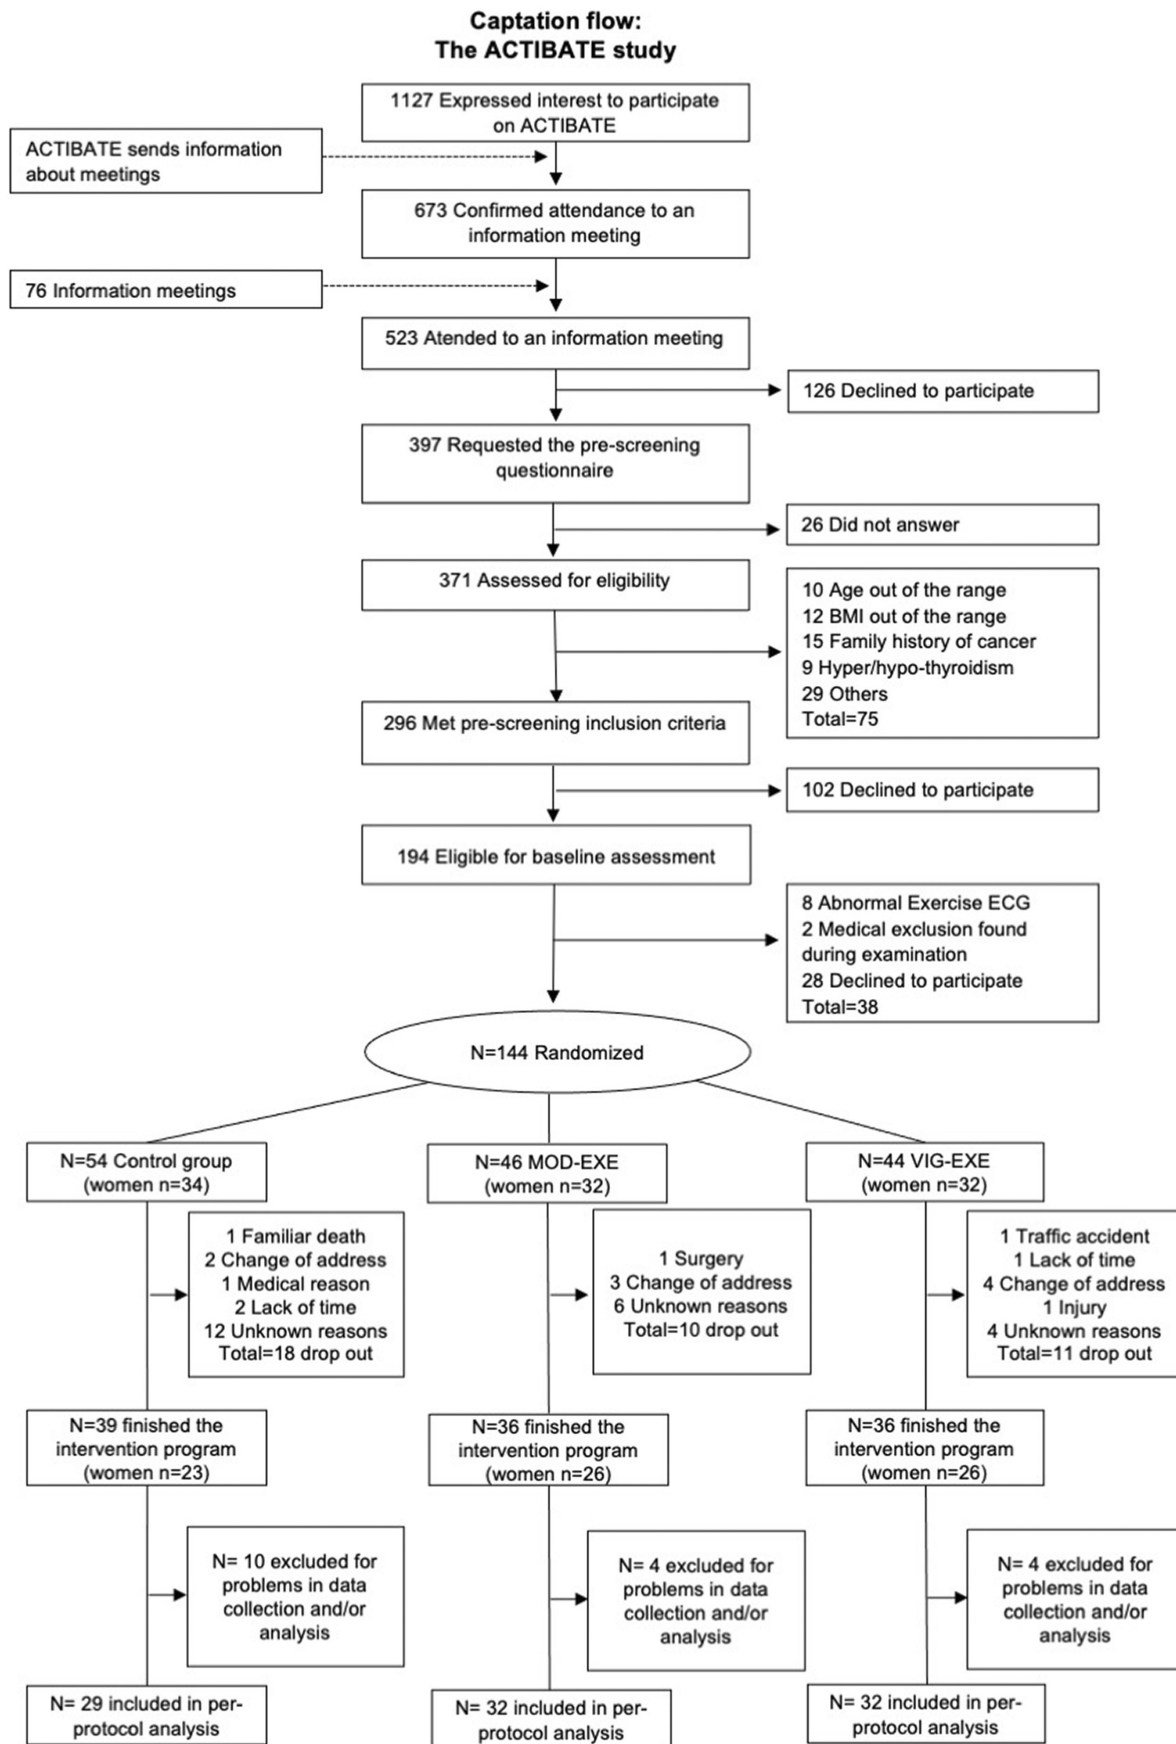 Captation flow:
The ACTIBATE study
1127 Expressed interest to participate
on ACTIBATE
ACTIBATE sends information
about meetings
673 Confirmed attendance to an
information meeting
76 Information meetings
523 Atended to an information meeting
126 Declined to participate
397 Requested the pre-screening
questionnaire
26 Did not answer
371 Assessed for eligibility
10 Age out of the range
12 BMI out of the range
15 Family history of cancer
9 Hyper/hypo-thyroidism
29 Others
Total=75
296 Met pre-screening inclusion criteria
102 Declined to participate
194 Eligible for baseline assessment
8 Abnormal Exercise ECG
2 Medical exclusion found
during examination
28 Declined to participate
Total=38
N=144 Randomized
N=54 Control group
(women n=34)
N=46 MOD-EXE
(women n=32)
N=44 VIG-EXE
(women n=32)
1 Familiar death
2 Change of address
1 Medical reason
2 Lack of time
12 Unknown reasons
Total=18 drop out
1 Surgery
3 Change of address
6 Unknown reasons
Total=10 drop out
1 Traffic accident
1 Lack of time
4 Change of address
1 Injury
4 Unknown reasons
Total=11 drop out
N=39 finished the
intervention program
(women n=23)
N=36 finished the
intervention program
(women n=26)
N=36 finished the
intervention program
(women n=26)
N= 10 excluded for
problems in data
collection and/or
analysis
N= 4 excluded for
problems in data
collection and/or
analysis
N= 4 excluded for
problems in data
collection and/or
analysis
N= 29 included in per-
protocol analysis
N= 32 included in per-
protocol analysis
N= 32 included in per-
protocol analysis